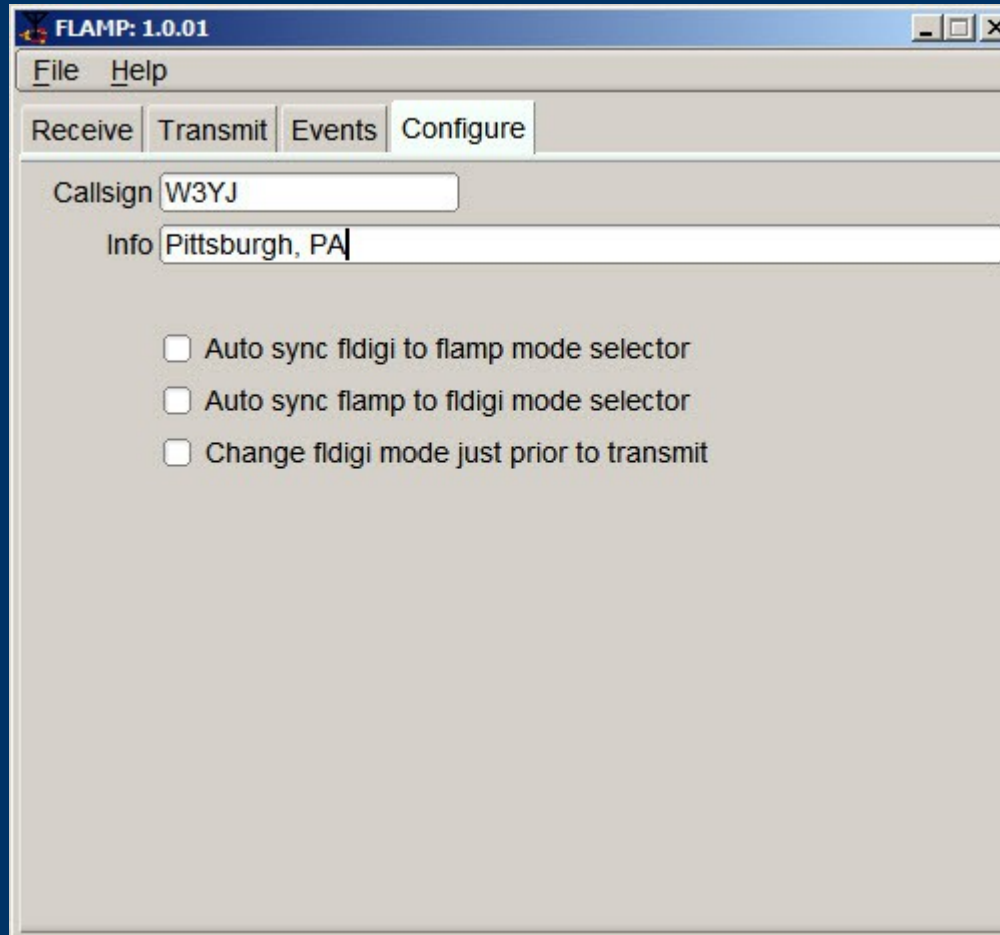 FLAMP: 1.0.01
File Help
Receive Transmit Events Configure
Callsign W3YJ
Info Pittsburgh, PA
Auto sync fldigi to flamp mode selector
Auto sync flamp to fldigi mode selector
Change fldigi mode just prior to transmit